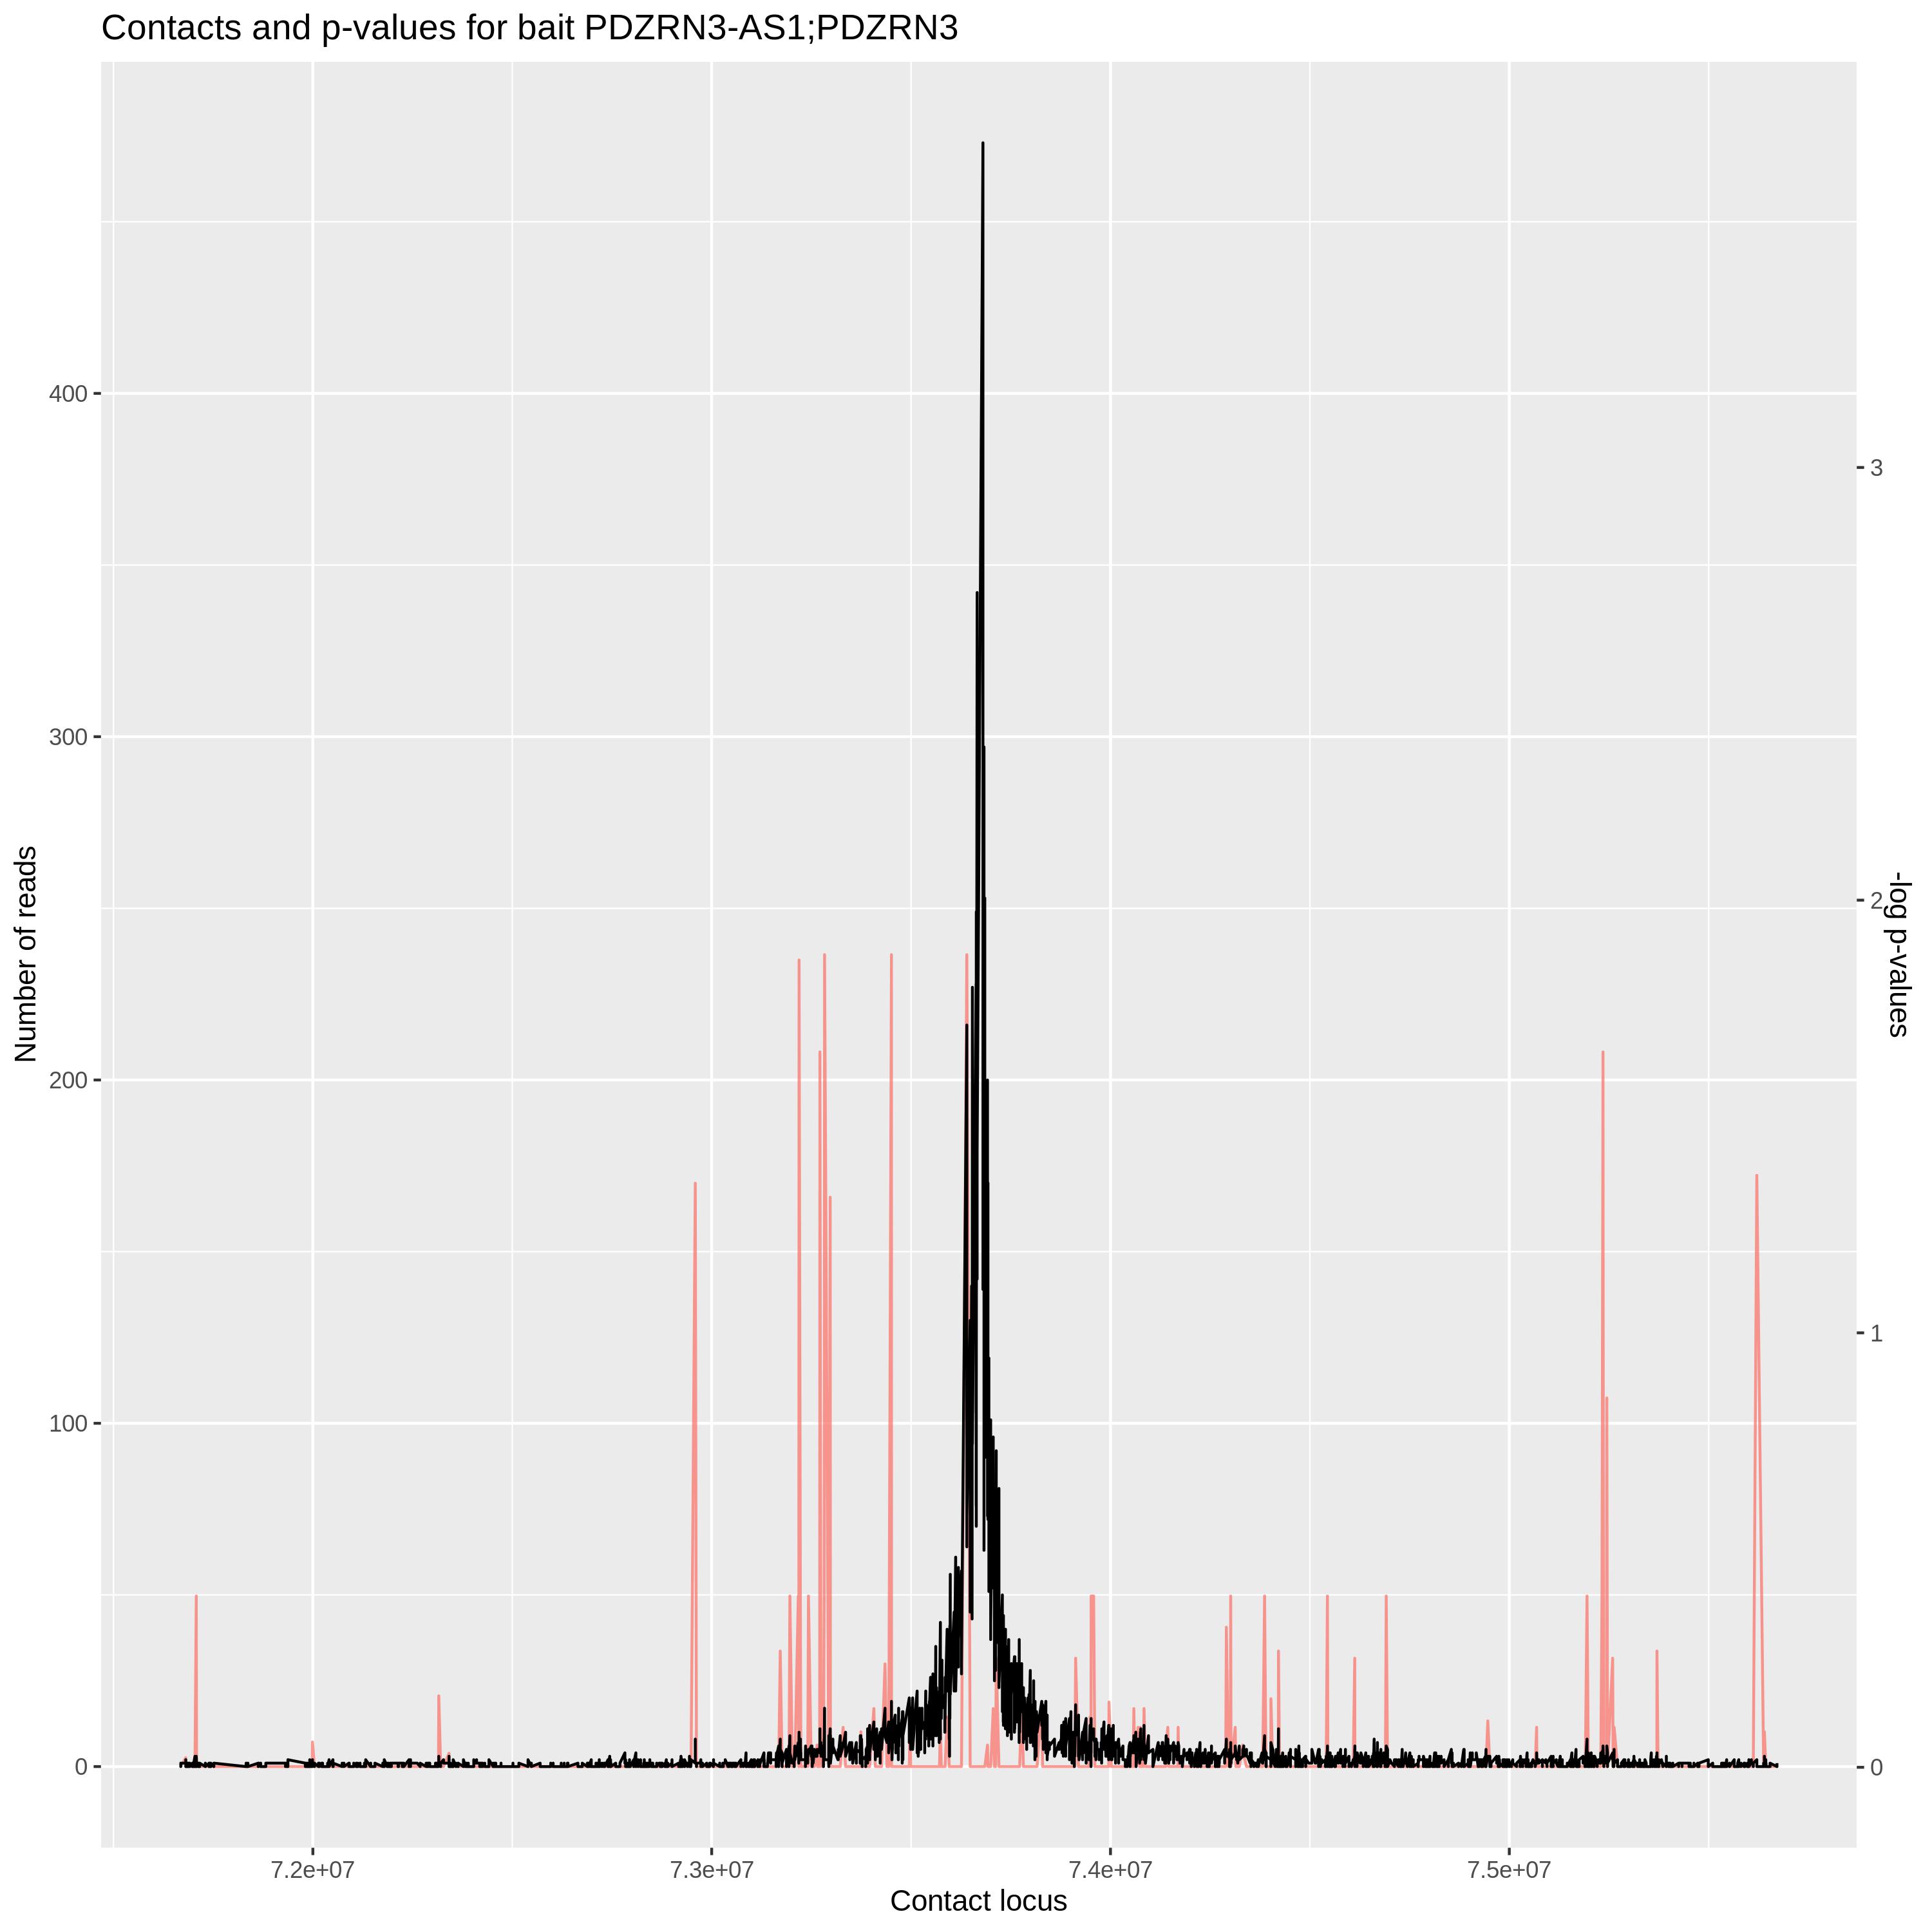 Contacts and p-values for bait PDZRN3-AS1;PDZRN3
400
300
200
100
0
3
2
1
0
Number of reads
-log p-values
7.2e+07
7.3e+07
7.4e+07
7.5e+07
Contact locus